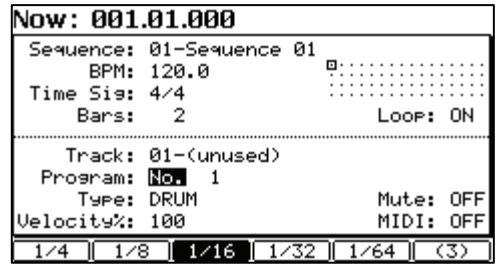 Now: 001.01.000
Sequence: 01-Sequence 01
BPM: 120.0
Time Sig: 4/4
Bars: 2 Loop: ON
Track: 01-(unused)
Program: No. 1
Type: DRUM Mute: OFF
Velocity%: 100 MIDI: OFF
1/4 1/8 1/16 1/32 1/64 (3)